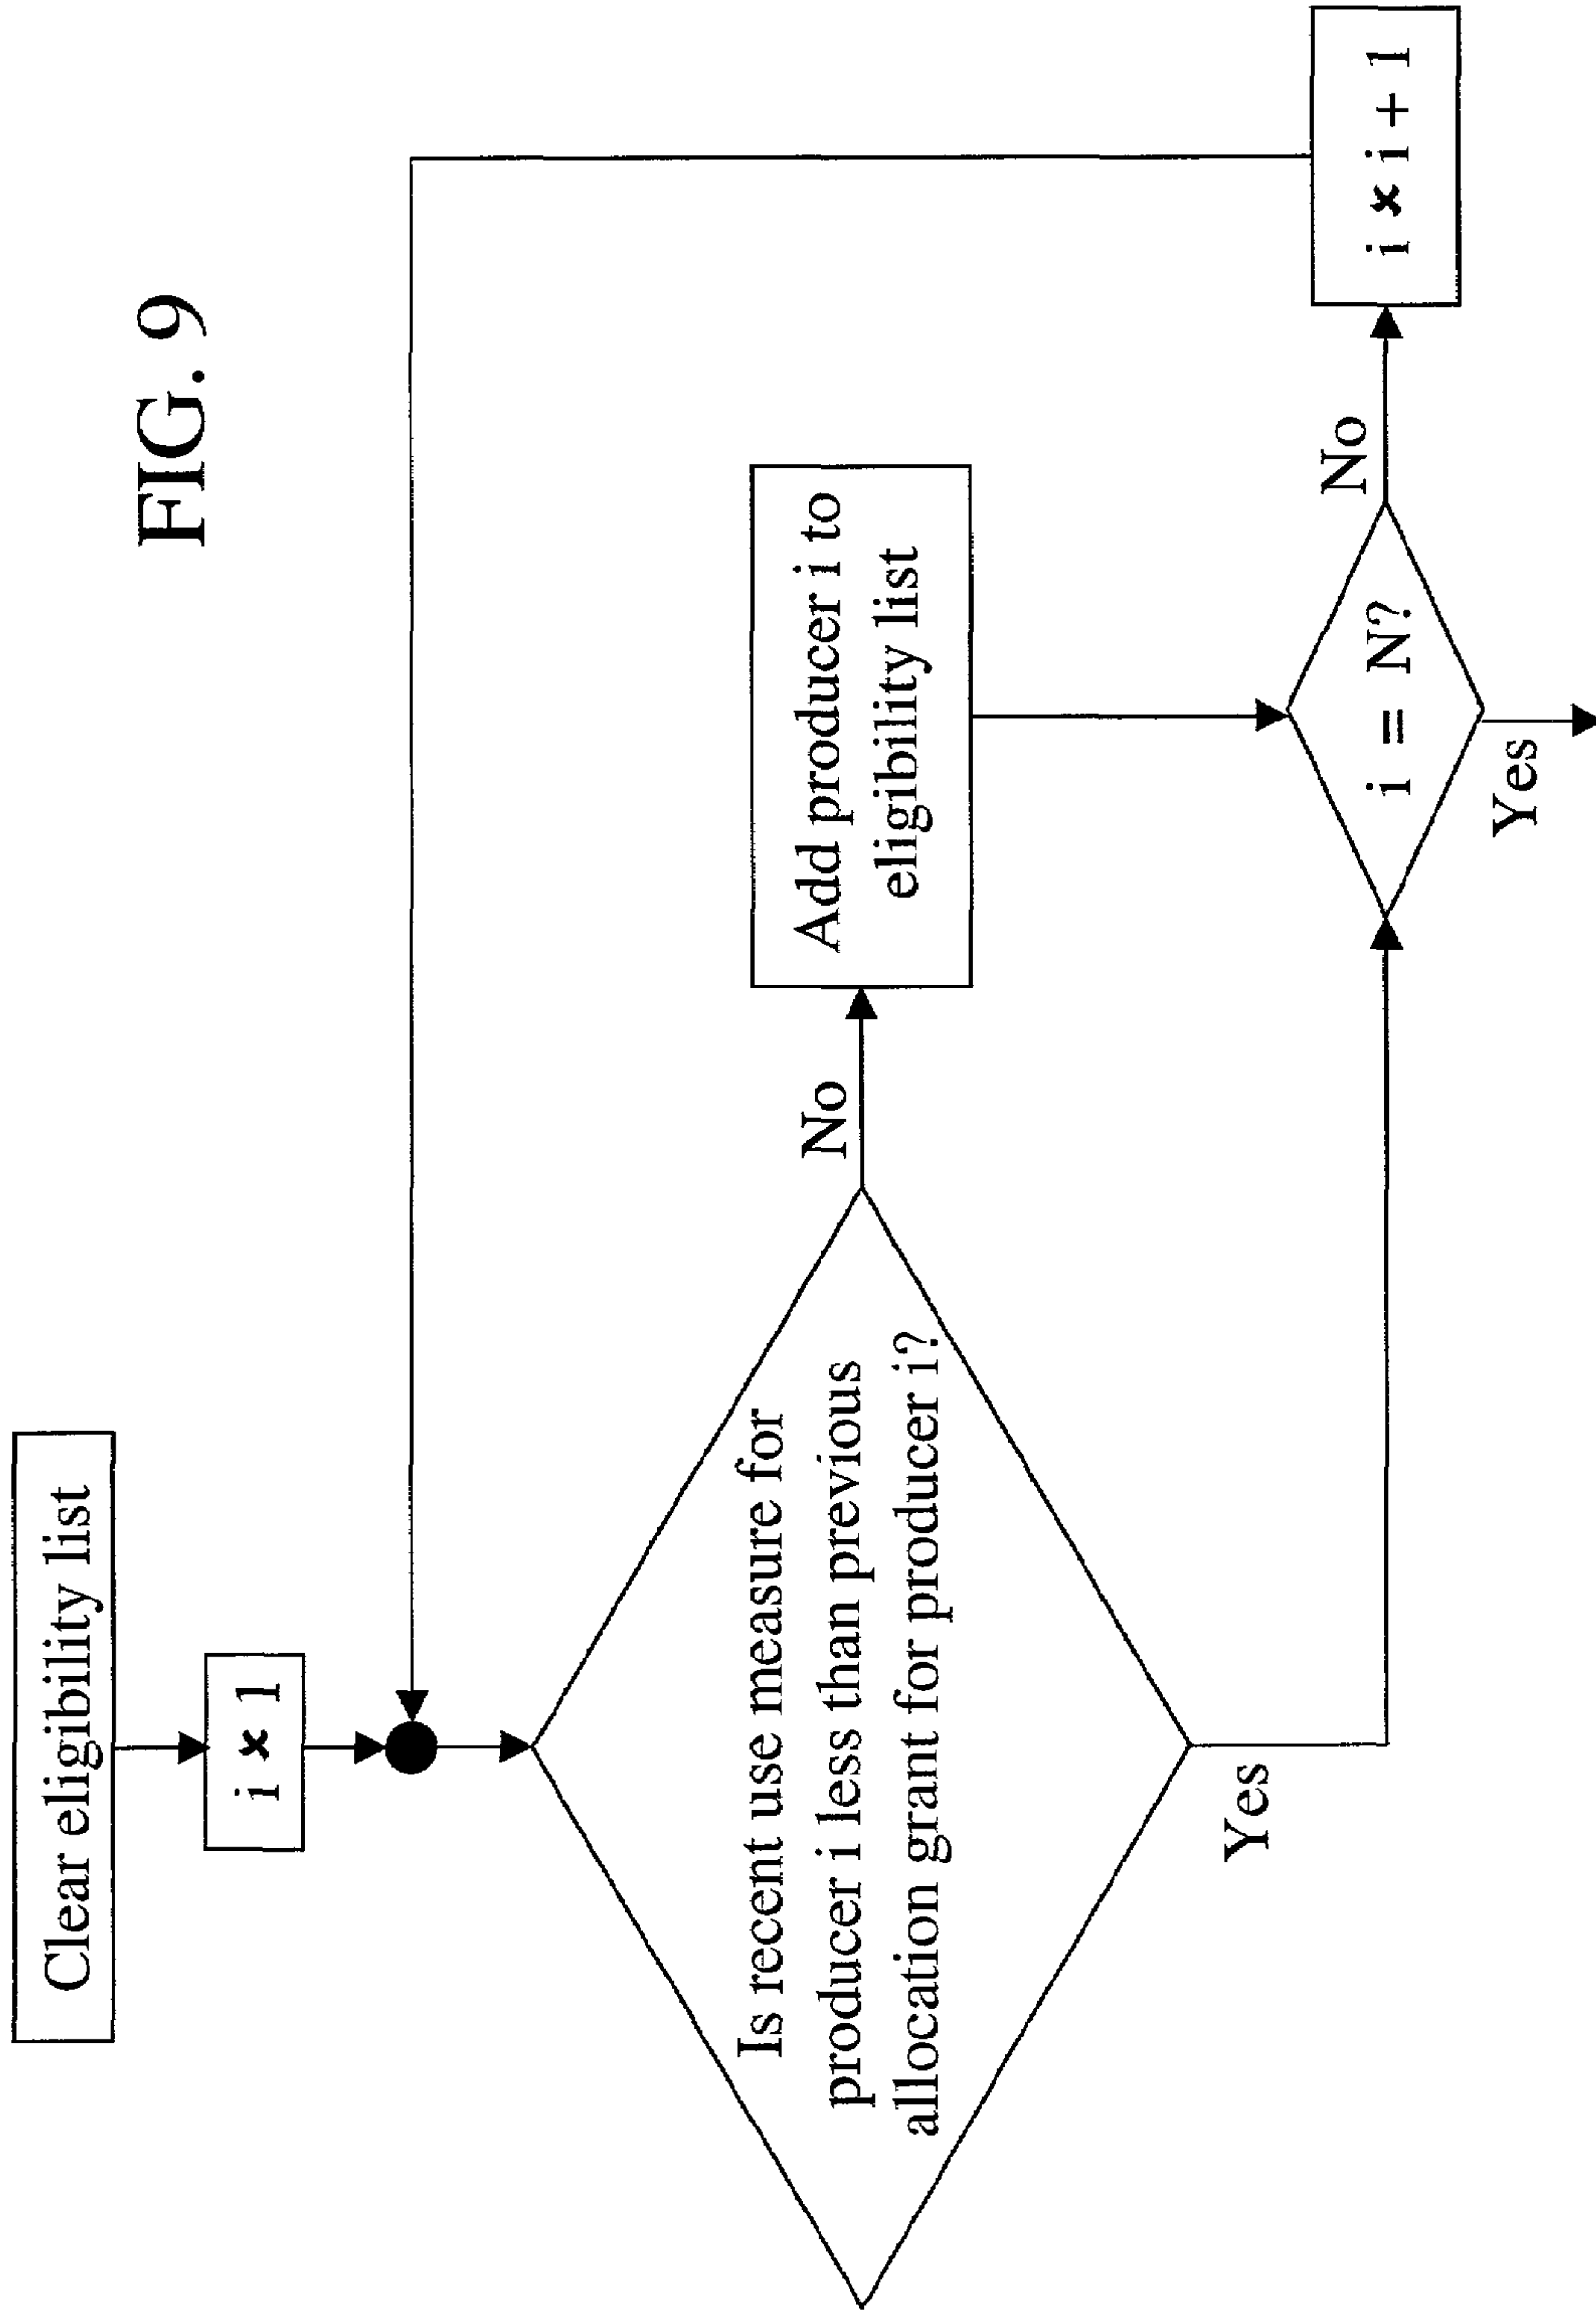 FIG. 9
Clear eligibility list
i × 1
Is recent use measure for
producer i less than previous
allocation grant for producer i?
No
Add producer i to
eligibility list
Yes
i = N?
No
i × i + 1
Yes